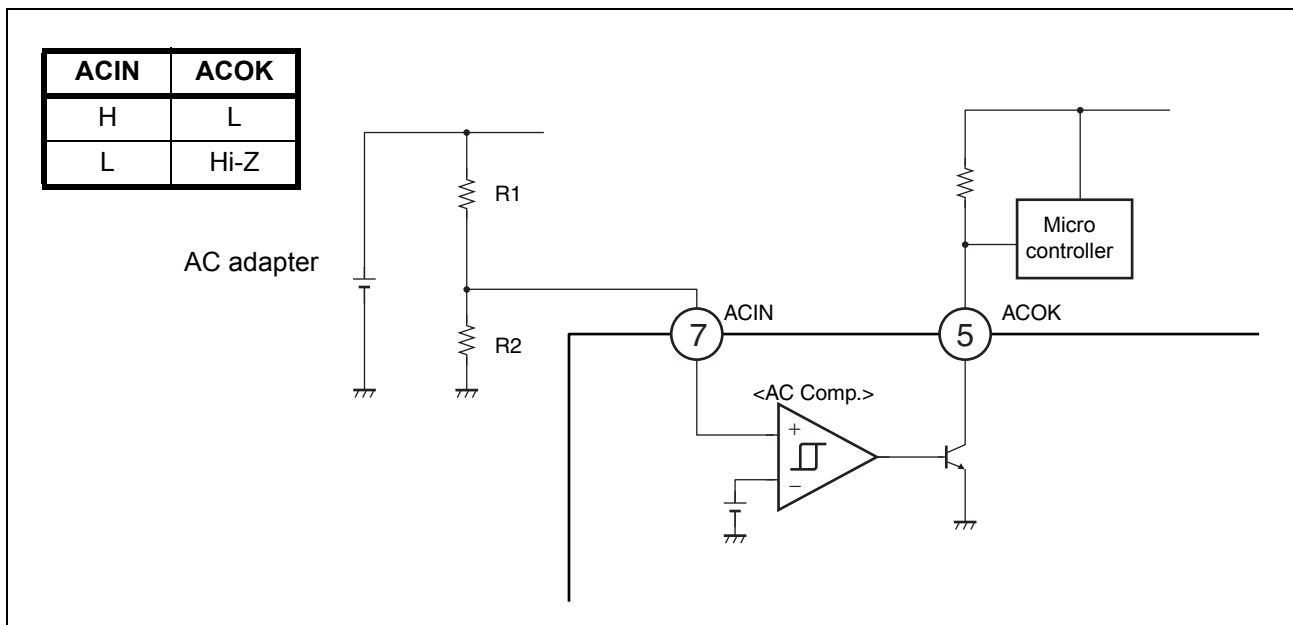 ACIN ACOK
H L
L Hi-Z
AC adapter
R1
R2
Micro
controller
7 ACIN
5 ACOK
<AC Comp.>
+
−